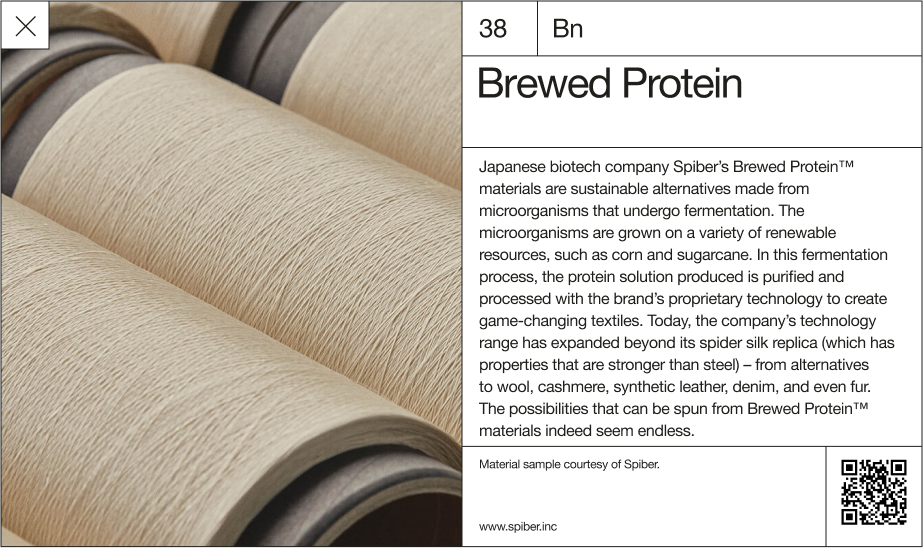 38
Bn
Brewed Protein
Japanese biotech company Spiber’s Brewed Protein™
materials are sustainable alternatives made from
microorganisms that undergo fermentation. The
microorganisms are grown on a variety of renewable
resources, such as corn and sugarcane. In this fermentation
process, the protein solution produced is purified and
processed with the brand’s proprietary technology to create
game-changing textiles. Today, the company’s technology
range has expanded beyond its spider silk replica (which has
properties that are stronger than steel) – from alternatives
to wool, cashmere, synthetic leather, denim, and even fur.
The possibilities that can be spun from Brewed Protein™
materials indeed seem endless.
Material sample courtesy of Spiber.
www.spiber.inc